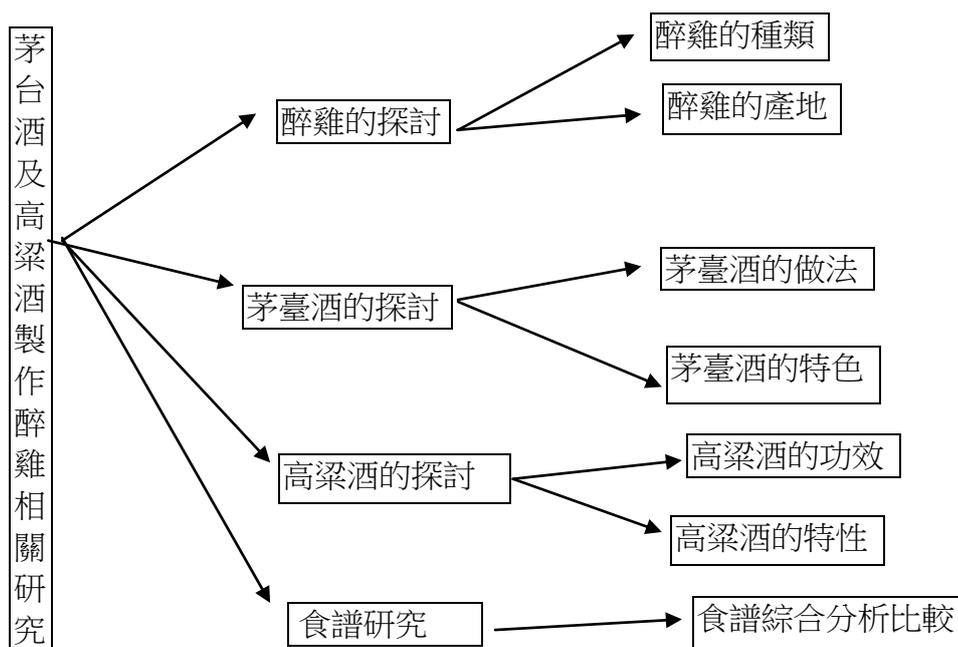 茅台酒及高粱酒製作醉雞相關研究
醉雞的探討
醉雞的種類
醉雞的產地
茅臺酒的探討
茅臺酒的做法
茅臺酒的特色
高粱酒的探討
高粱酒的功效
高粱酒的特性
食譜研究
食譜綜合分析比較